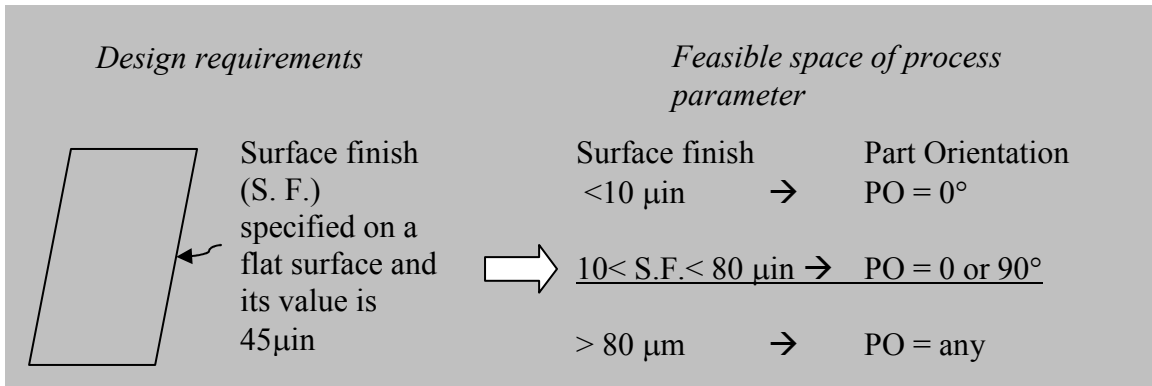 Design requirements
Feasible space of process
parameter
Surface finish
(S. F.)
specified on a
flat surface and
its value is
45μin
Surface finish Part Orientation
<10 μin → PO = 0°
10< S.F.< 80 μin → PO = 0 or 90°
> 80 μm → PO = any